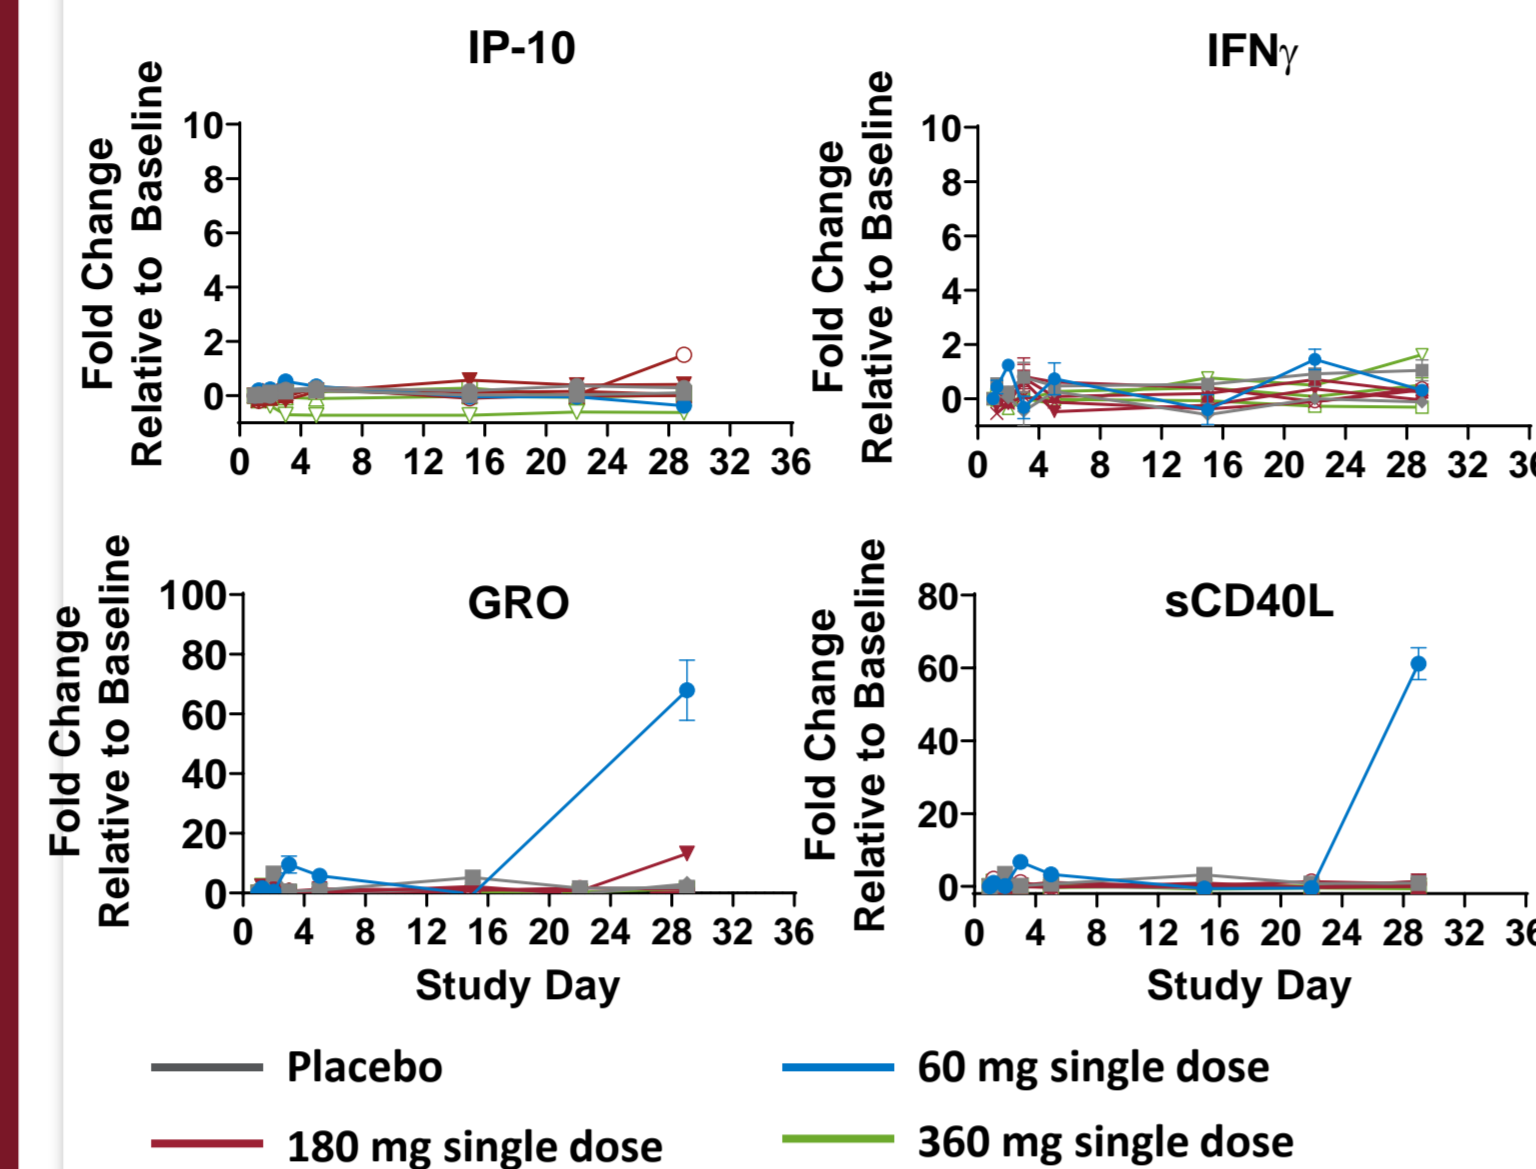 IP-10
Fold Change
Relative to Baseline
10
8
6
4
2
0
0 4 8 12 16 20 24 28 32 36
IFNγ
Fold Change
Relative to Baseline
10
8
6
4
2
0
0 4 8 12 16 20 24 28 32 36
GRO
Fold Change
Relative to Baseline
100
80
60
40
20
0
0 4 8 12 16 20 24 28 32 36
Study Day
sCD40L
Fold Change
Relative to Baseline
80
60
40
20
0
0 4 8 12 16 20 24 28 32 36
Study Day
Placebo
60 mg single dose
180 mg single dose
360 mg single dose